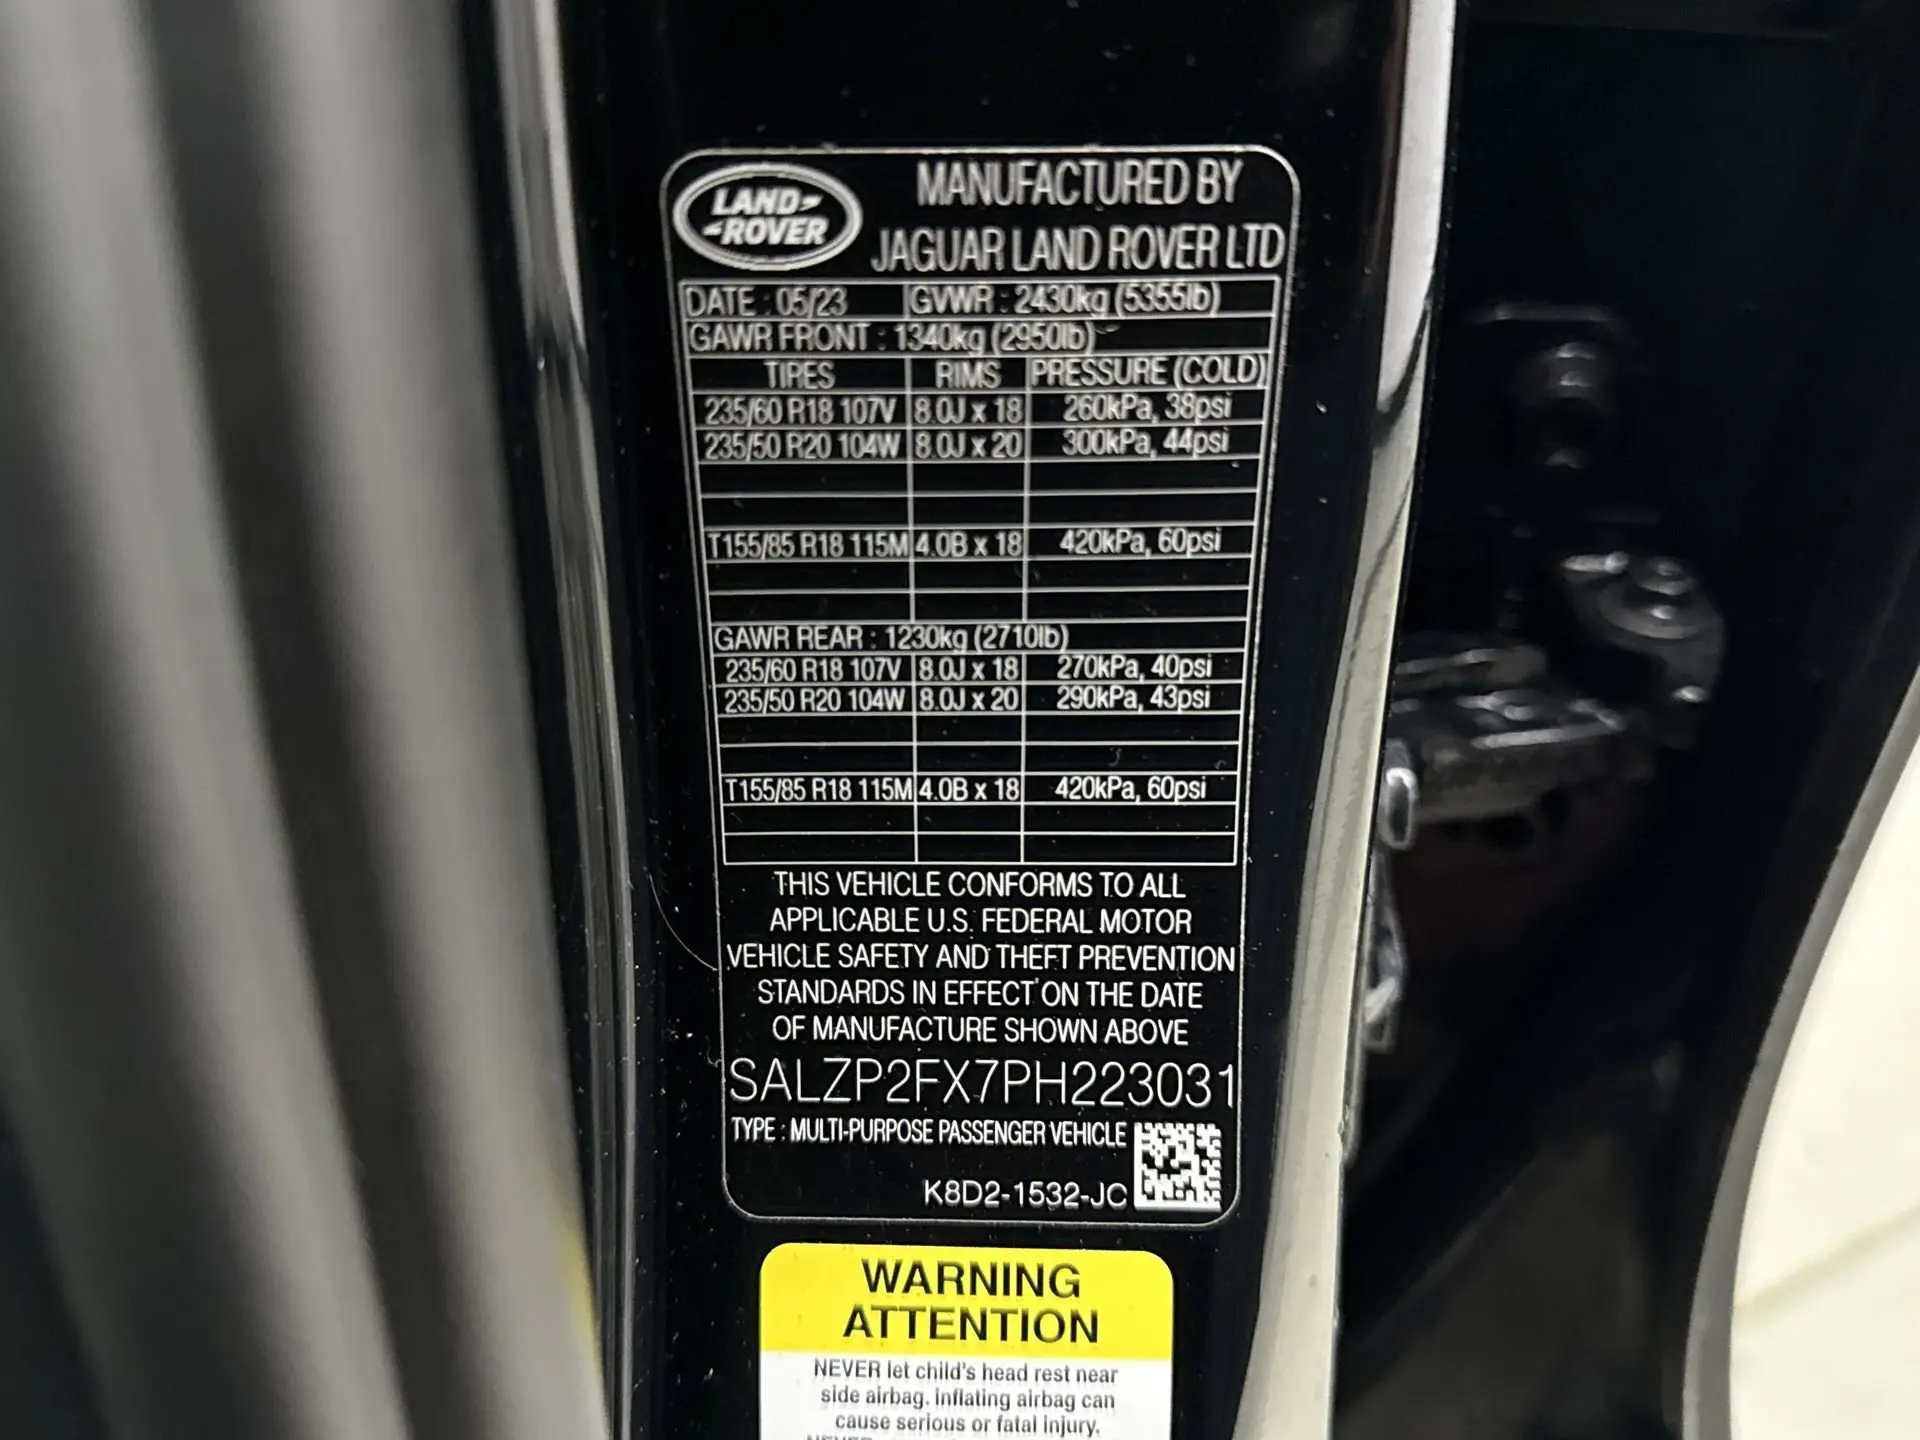 LAND-
-ROVER
MANUFACTURED BY
JAGUAR LAND ROVER LTD
DATE : 05/23 GVWR : 2430kg (5355lb)
GAWR FRONT : 1340kg (2950lb)
TIRES RIMS PRESSURE (COLD)
235/60 R18 107V 8.0J x 18 260kPa, 38psi
235/50 R20 104W 8.0J x 20 300kPa, 44psi
T155/85 R18 115M 4.0B x 18 420kPa, 60psi
GAWR REAR : 1230kg (2710lb)
235/60 R18 107V 8.0J x 18 270kPa, 40psi
235/50 R20 104W 8.0J x 20 290kPa, 43psi
T155/85 R18 115M 4.0B x 18 420kPa, 60psi
THIS VEHICLE CONFORMS TO ALL
APPLICABLE U.S. FEDERAL MOTOR
VEHICLE SAFETY AND THEFT PREVENTION
STANDARDS IN EFFECT ON THE DATE
OF MANUFACTURE SHOWN ABOVE
SALZP2FX7PH223031
TYPE : MULTI-PURPOSE PASSENGER VEHICLE
K8D2-1532-JC
WARNING
ATTENTION
NEVER let child's head rest near
side airbag. Inflating airbag can
cause serious or fatal injury.